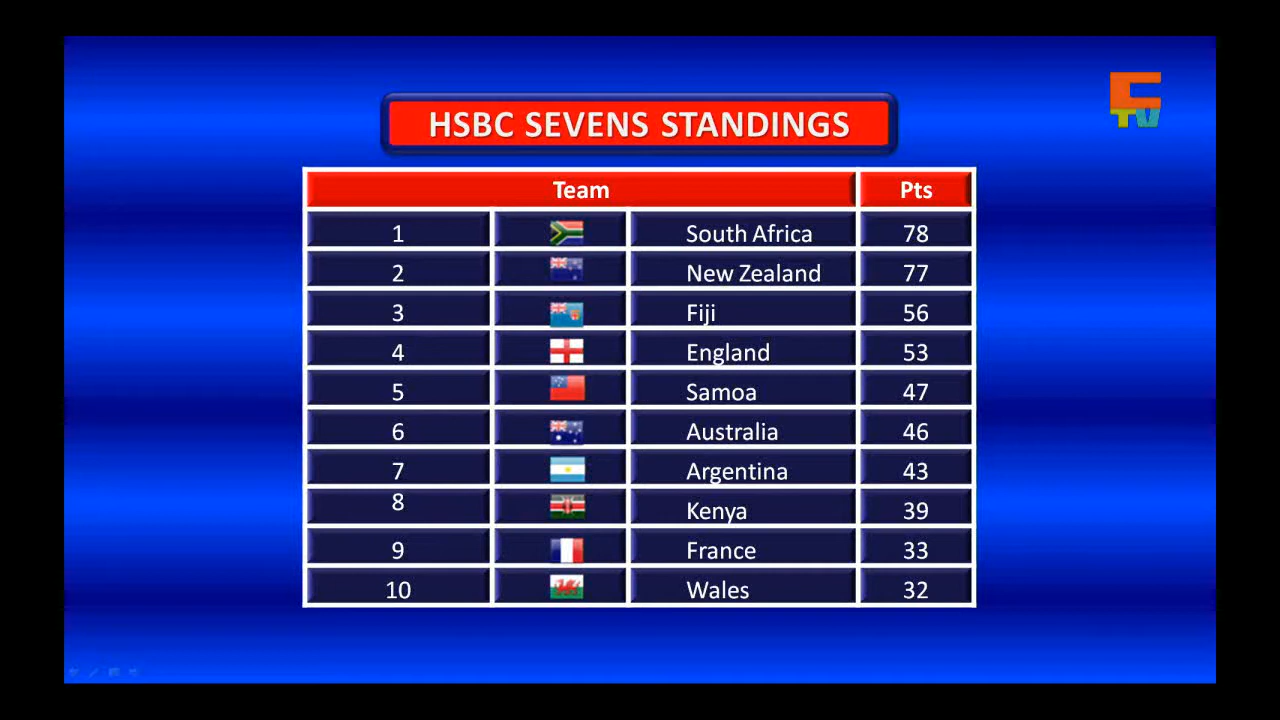 HSBC SEVENS STANDINGS
TV
Team Pts
1 South Africa 78
2 New Zealand 77
3 Fiji 56
4 England 53
5 Samoa 47
6 Australia 46
7 Argentina 43
8 Kenya 39
9 France 33
10 Wales 32